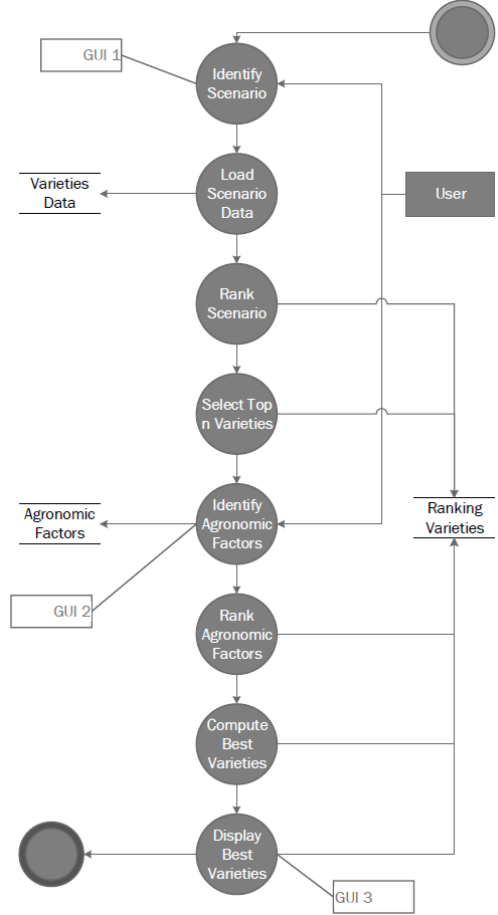 GUI 1
Identify
Scenario
Varieties
Data
Load
Scenario
Data
User
Rank
Scenario
Select Top
n Varieties
Agronomic
Factors
Identify
Agronomic
Factors
Ranking
Varieties
GUI 2
Rank
Agronomic
Factors
Compute
Best
Varieties
Display
Best
Varieties
GUI 3